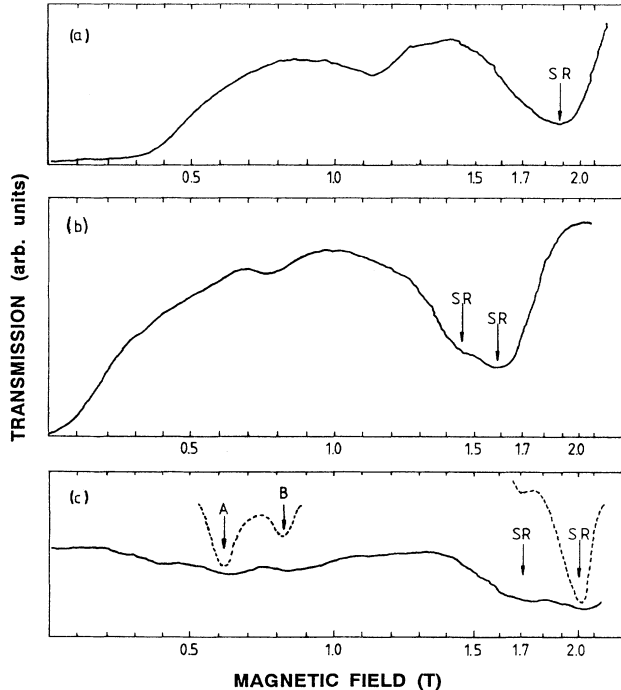 (a)
SR
0.5 1.0 1.5 1.7 2.0
(b)
SR
SR
0.5 1.0 1.5 1.7 2.0
(c)
A
B
SR
SR
0.5 1.0 1.5 1.7 2.0
TRANSMISSION (arb. units)
MAGNETIC FIELD (T)